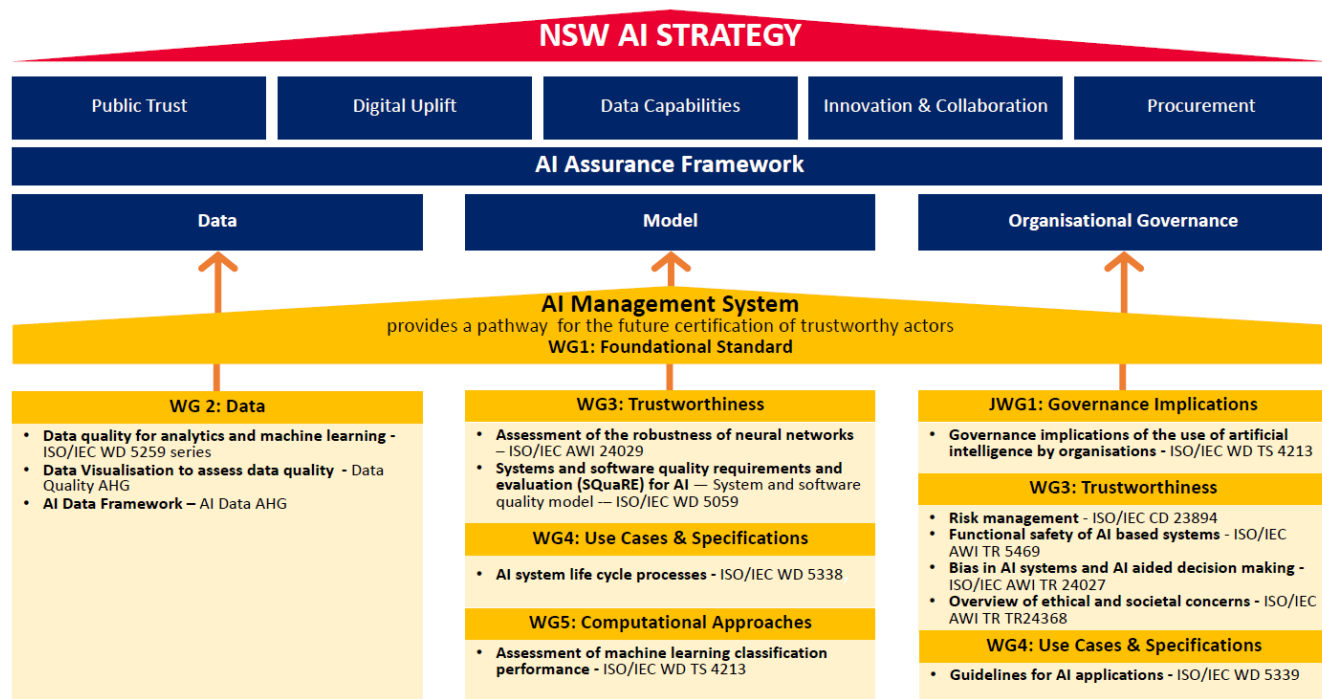 NSW AI STRATEGY
Public Trust
Digital Uplift
Data Capabilities
Innovation & Collaboration
Procurement
AI Assurance Framework
Data
Model
Organisational Governance
AI Management System
provides a pathway for the future certification of trustworthy actors
WG1: Foundational Standard
WG 2: Data
• Data quality for analytics and machine learning -
ISO/IEC WD 5259 series
• Data Visualisation to assess data quality - Data
Quality AHG
• AI Data Framework – AI Data AHG
WG3: Trustworthiness
• Assessment of the robustness of neural networks
– ISO/IEC AWI 24029
• Systems and software quality requirements and
evaluation (SQuaRE) for AI — System and software
quality model -— ISO/IEC WD 5059
WG4: Use Cases & Specifications
• AI system life cycle processes - ISO/IEC WD 5338
WG5: Computational Approaches
• Assessment of machine learning classification
performance - ISO/IEC WD TS 4213
JWG1: Governance Implications
• Governance implications of the use of artificial
intelligence by organisations - ISO/IEC WD TS 4213
WG3: Trustworthiness
• Risk management - ISO/IEC CD 23894
• Functional safety of AI based systems - ISO/IEC
AWI TR 5469
• Bias in AI systems and AI aided decision making -
ISO/IEC AWI TR 24027
• Overview of ethical and societal concerns - ISO/IEC
AWI TR TR24368
WG4: Use Cases & Specifications
• Guidelines for AI applications - ISO/IEC WD 5339